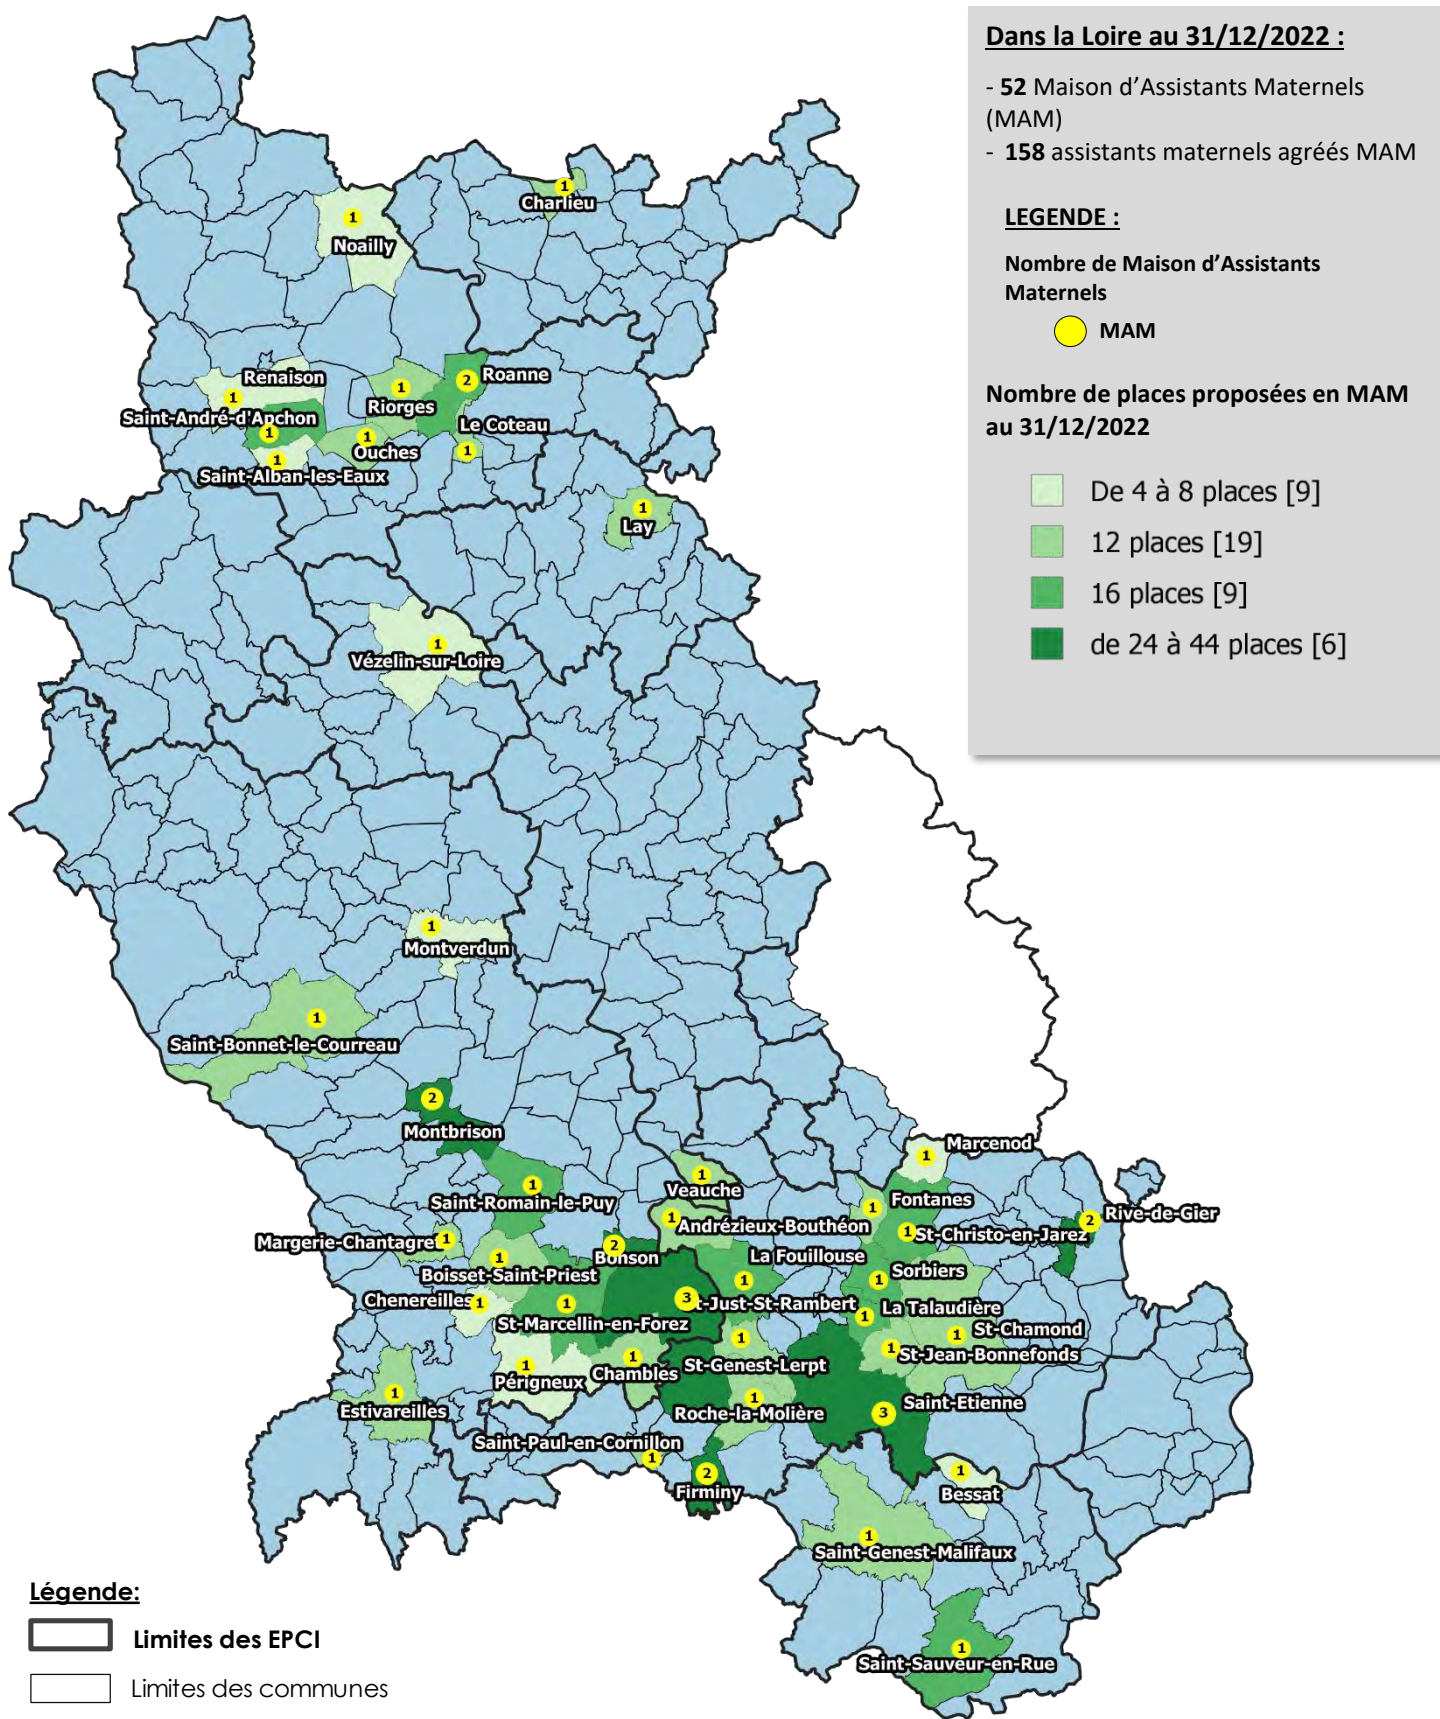 Dans la Loire au 31/12/2022 :
- 52 Maison d’Assistants Maternels
(MAM)
- 158 assistants maternels agréés MAM
LEGENDE :
Nombre de Maison d’Assistants
Maternels
MAM
Nombre de places proposées en MAM
au 31/12/2022
De 4 à 8 places [9]
12 places [19]
16 places [9]
de 24 à 44 places [6]
1
Charlieu
1
Noailly
Renaison
1
2
Roanne
1
Riorges
Saint-André-d'Apchon
1
Le Coteau
1
1
Ouches
1
Saint-Alban-les-Eaux
1
Lay
1
Vézelin-sur-Loire
1
Montverdun
1
Saint-Bonnet-le-Courreau
2
Montbrison
Marcenod
1
1
Veauche
1
Saint-Romain-le-Puy
Fontanes
1
Rive-de-Gier
2
1
Andrézieux-Bouthéon
1
St-Christo-en-Jarez
Margerie-Chantagret
1
2
Bonson
La Fouillouse
1
1
Boisset-Saint-Priest
Sorbiers
1
Chenereilles
1
1
St-Marcellin-en-Forez
3
t-Just-St-Rambert
La Talaudière
1
1
St-Chamond
1
St-Jean-Bonnefonds
1
St-Genest-Lerpt
1
Périgneux
1
Chambles
1
Estivareilles
1
Roche-la-Molière
1
Saint-Etienne
3
Saint-Paul-en-Cornillon
1
2
Firminy
1
Bessat
1
Saint-Genest-Malifaux
1
Saint-Sauveur-en-Rue
Légende:
Limites des EPCI
Limites des communes